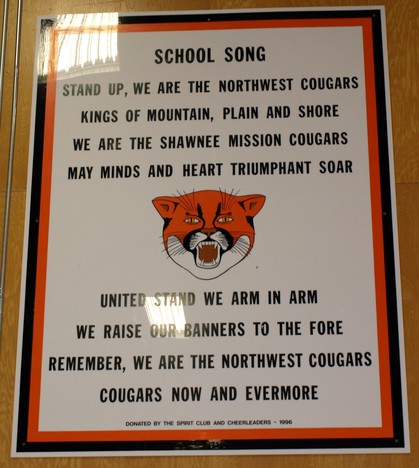 SCHOOL SONG
STAND UP, WE ARE THE NORTHWEST COUGARS
KINGS OF MOUNTAIN, PLAIN AND SHORE
WE ARE THE SHAWNEE MISSION COUGARS
MAY MINDS AND HEART TRIUMPHANT SOAR
UNITED STAND WE ARM IN ARM
WE RAISE OUR BANNERS TO THE FORE
REMEMBER, WE ARE THE NORTHWEST COUGARS
COUGARS NOW AND EVERMORE
DONATED BY THE SPIRIT CLUB AND CHEERLEADERS - 1996